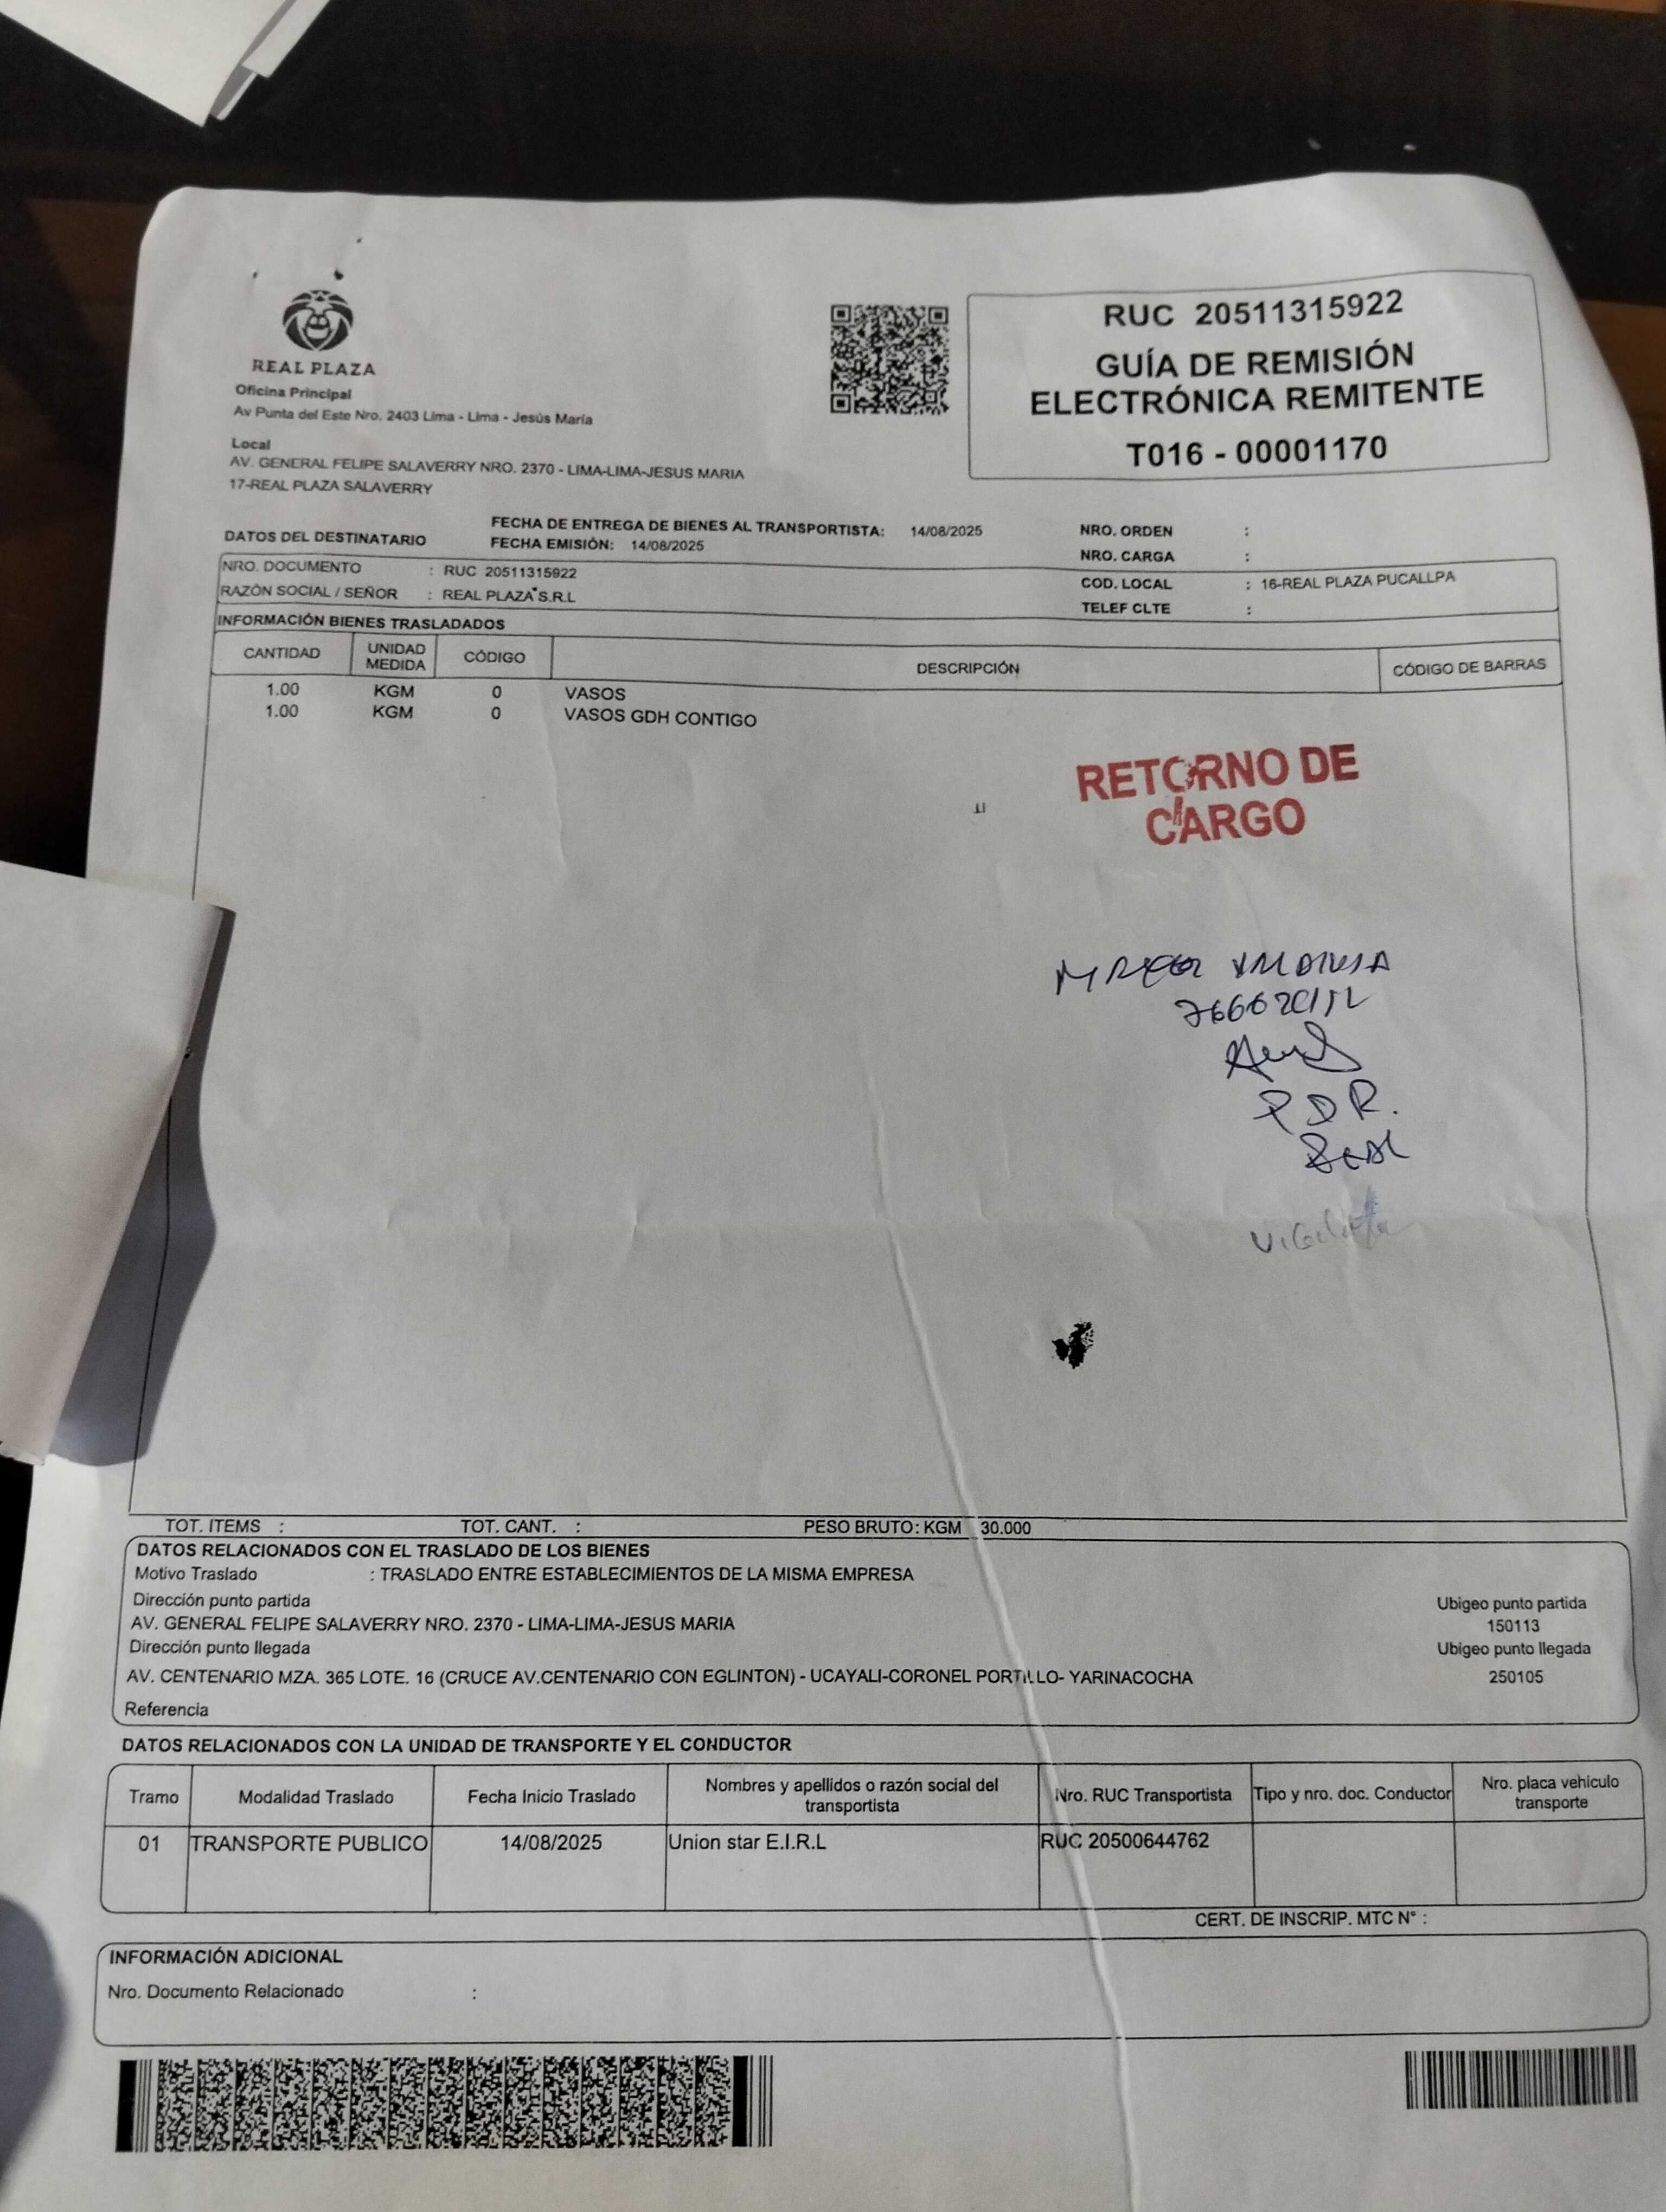 REAL PLAZA
Oficina Principal
Av Punta del Este Nro. 2403 Lima - Lima - Jesús María
Local
AV. GENERAL FELIPE SALAVERRY NRO. 2370 - LIMA-LIMA-JESUS MARIA
17-REAL PLAZA SALAVERRY
RUC 20511315922
GUÍA DE REMISIÓN
ELECTRÓNICA REMITENTE
T016 - 00001170
FECHA DE ENTREGA DE BIENES AL TRANSPORTISTA: 14/08/2025
NRO. ORDEN :
DATOS DEL DESTINATARIO FECHA EMISIÓN: 14/08/2025
NRO. CARGA :
NRO. DOCUMENTO : RUC 20511315922
COD. LOCAL : 16-REAL PLAZA PUCALLPA
RAZÓN SOCIAL / SEÑOR : REAL PLAZA S.R.L
TELEF CLTE :
INFORMACIÓN BIENES TRASLADADOS
CANTIDAD UNIDAD MEDIDA CÓDIGO DESCRIPCIÓN CÓDIGO DE BARRAS
1.00 KGM 0 VASOS
1.00 KGM 0 VASOS GDH CONTIGO
RETORNO DE
CARGO
PDR.
TOT. ITEMS : TOT. CANT. : PESO BRUTO: KGM 30.000
DATOS RELACIONADOS CON EL TRASLADO DE LOS BIENES
Motivo Traslado : TRASLADO ENTRE ESTABLECIMIENTOS DE LA MISMA EMPRESA
Dirección punto partida Ubigeo punto partida
AV. GENERAL FELIPE SALAVERRY NRO. 2370 - LIMA-LIMA-JESUS MARIA 150113
Dirección punto llegada Ubigeo punto llegada
AV. CENTENARIO MZA. 365 LOTE. 16 (CRUCE AV.CENTENARIO CON EGLINTON) - UCAYALI-CORONEL PORTILLO- YARINACOCHA 250105
Referencia
DATOS RELACIONADOS CON LA UNIDAD DE TRANSPORTE Y EL CONDUCTOR
Tramo Modalidad Traslado Fecha Inicio Traslado Nombres y apellidos o razón social del transportista Nro. RUC Transportista Tipo y nro. doc. Conductor Nro. placa vehículo transporte
01 TRANSPORTE PUBLICO 14/08/2025 Union star E.I.R.L RUC 20500644762
CERT. DE INSCRIP. MTC N° :
INFORMACIÓN ADICIONAL
Nro. Documento Relacionado :